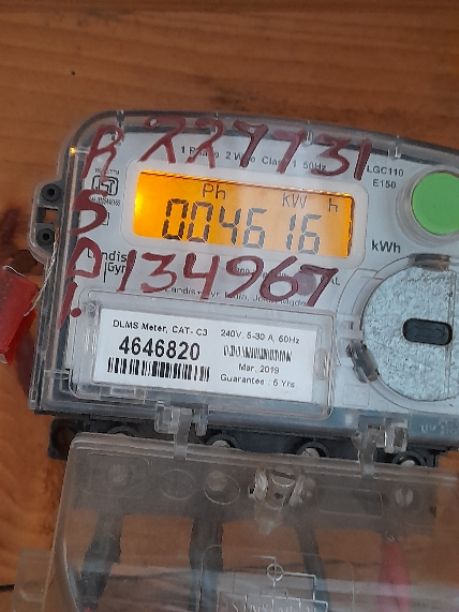 R 227731
1 Phase 2 Wire Class 1 50Hz
LGC110
E150
Ph KW h
004616
kWh
Landis
Gyr
S
D 134967
1.
DLMS Meter, CAT- C3
240V, 5-30 A, 50Hz
4646820
Mar, 2019
Guarantee : 5 Yrs